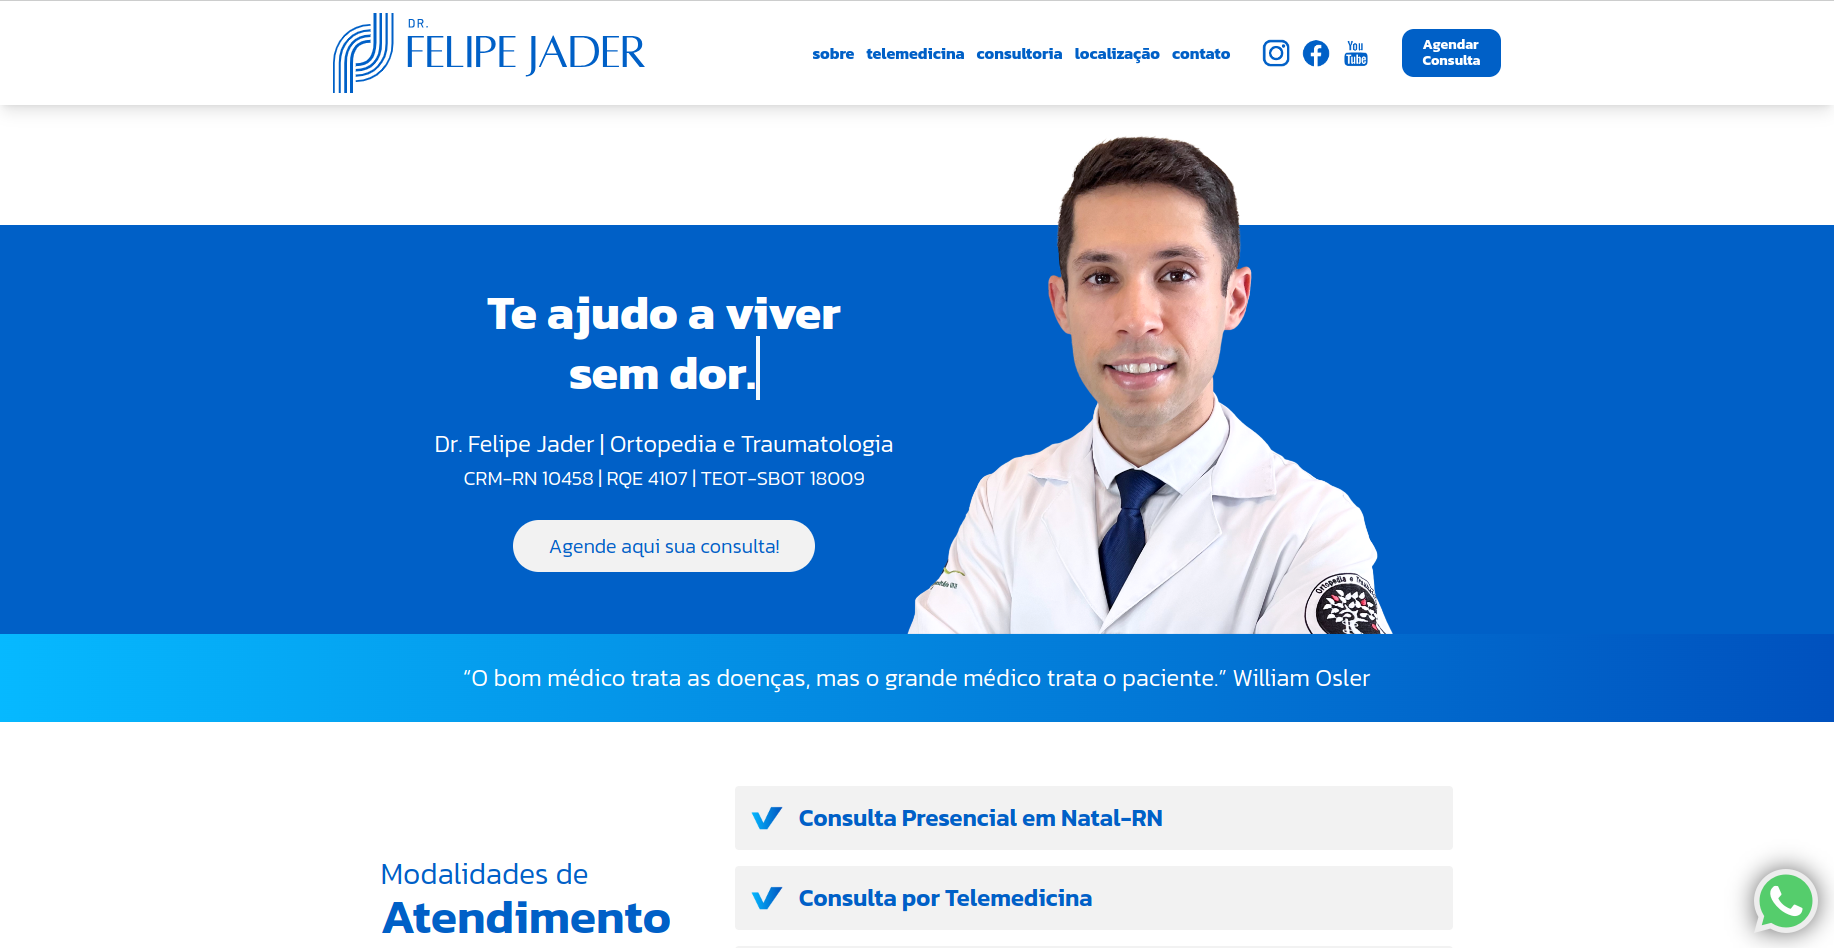 DR.
FELIPE JADER
sobre telemedicina consultoria localização contato
You
Tube
Agendar
Consulta
Te ajudo a viver
sem dor.
Dr. Felipe Jader | Ortopedia e Traumatologia
CRM-RN 10458 | RQE 4107 | TEOT-SBOT 18009
Agende aqui sua consulta!
Ortopedia e
"O bom médico trata as doenças, mas o grande médico trata o paciente." William Osler
Modalidades de
Atendimento
Consulta Presencial em Natal-RN
Consulta por Telemedicina